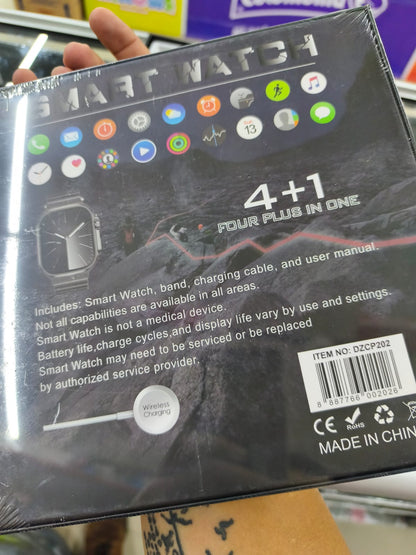 SMART WATCH
Sun
13
4+1
FOUR PLUS IN ONE
Includes: Smart Watch, band, charging cable, and user manual.
Not all capabilities are available in all areas.
Smart Watch is not a medical device.
Battery life,charge cycles,and display life vary by use and settings.
Smart Watch may need to be serviced or be replaced
by authorized service provider.
Wireless
Charging
ITEM NO: DZCP202
8 887766 002026
CE RoHS
MADE IN CHIN